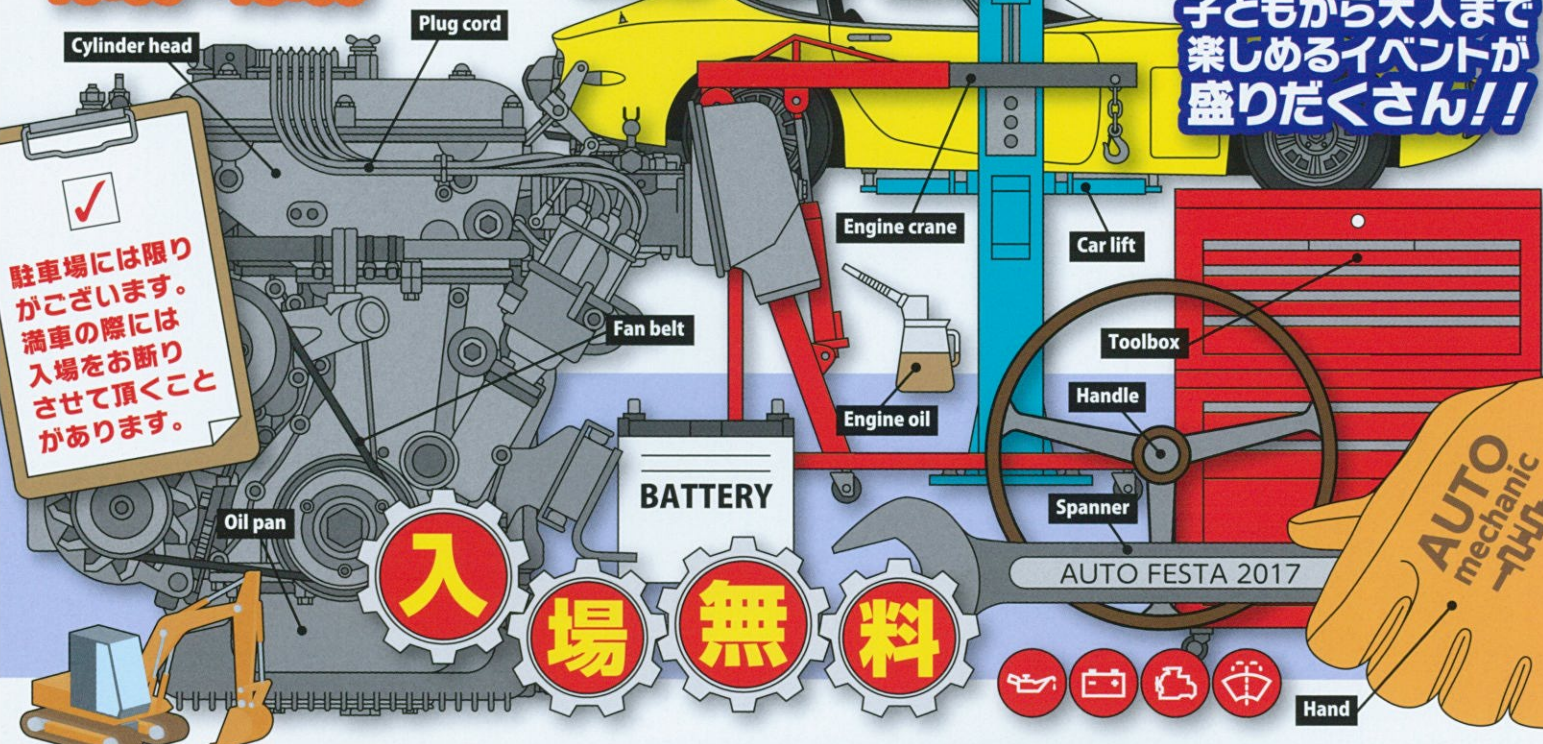 子どもから大人まで
楽しめるイベントが
盛りだくさん!!
Plug cord
Cylinder head
駐車場には限り
がございます。
満車の際には
入場をお断り
させて頂くこと
があります。
Engine crane
Car lift
Fan belt
Toolbox
Engine oil
Handle
BATTERY
Spanner
Oil pan
AUTO FESTA 2017
AUTO
mechanic
入場無料
Hand